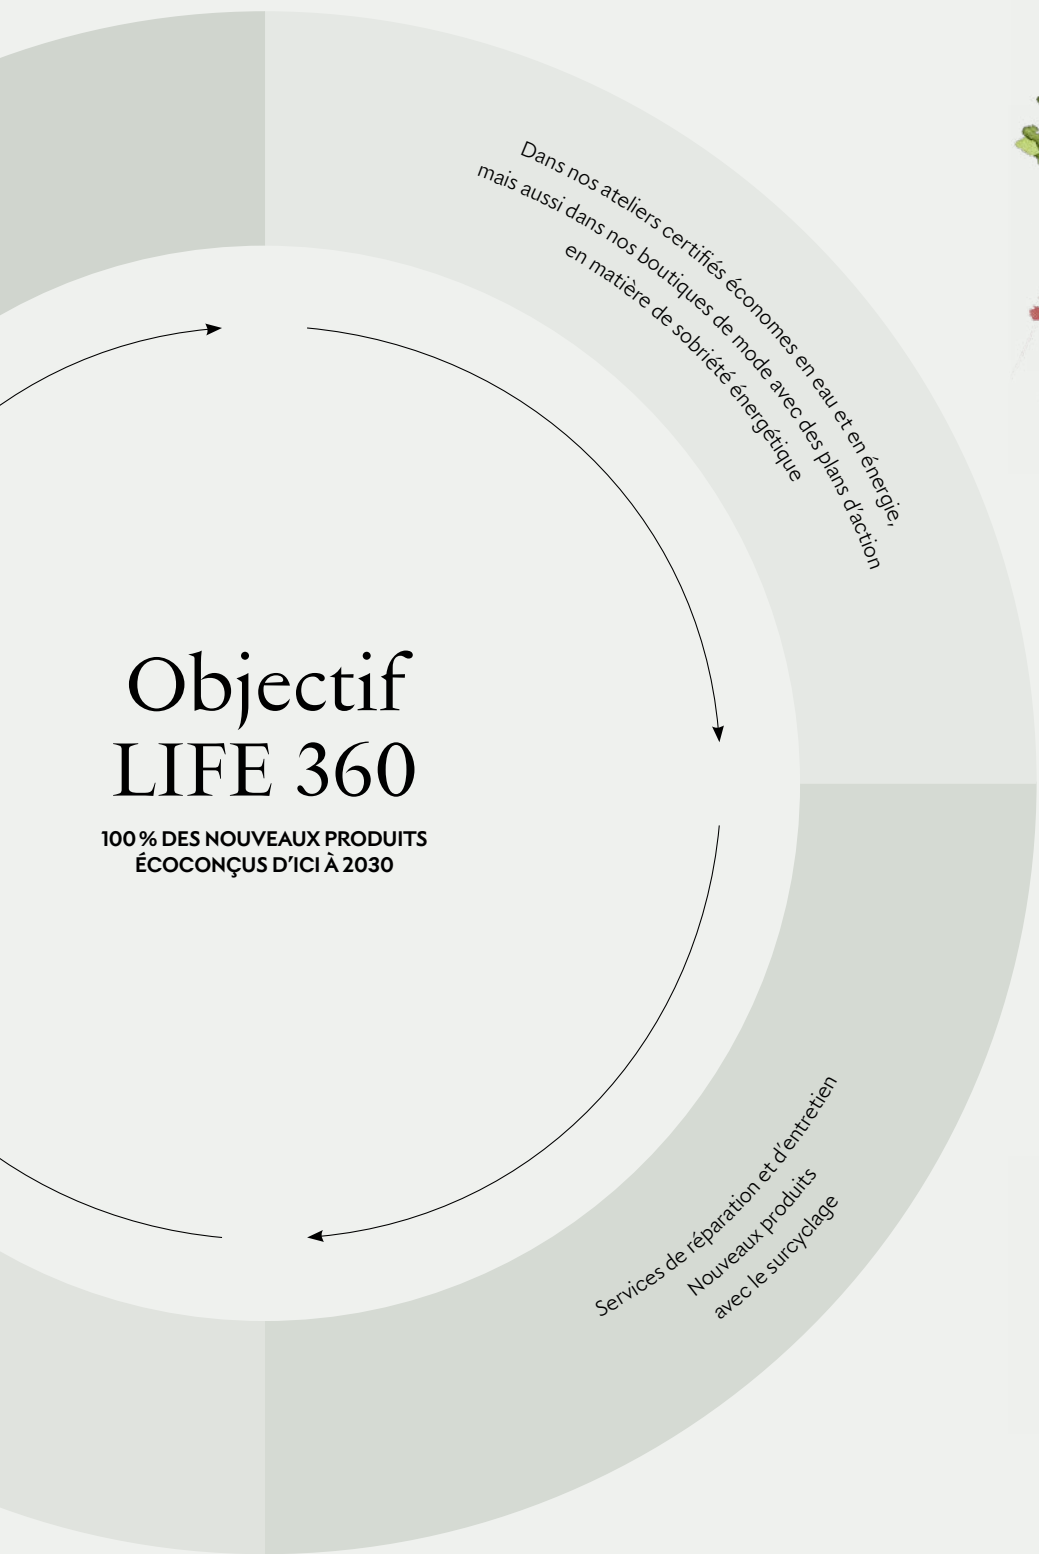 Dans nos ateliers certifiés économes en eau et en énergie,
mais aussi dans nos boutiques de mode avec des plans d’action
en matière de sobriété énergétique
Objectif
LIFE 360
100 % DES NOUVEAUX PRODUITS
ÉCOCONÇUS D’ICI À 2030
Services de réparation et d’entretien
Nouveaux produits
avec le surcyclage